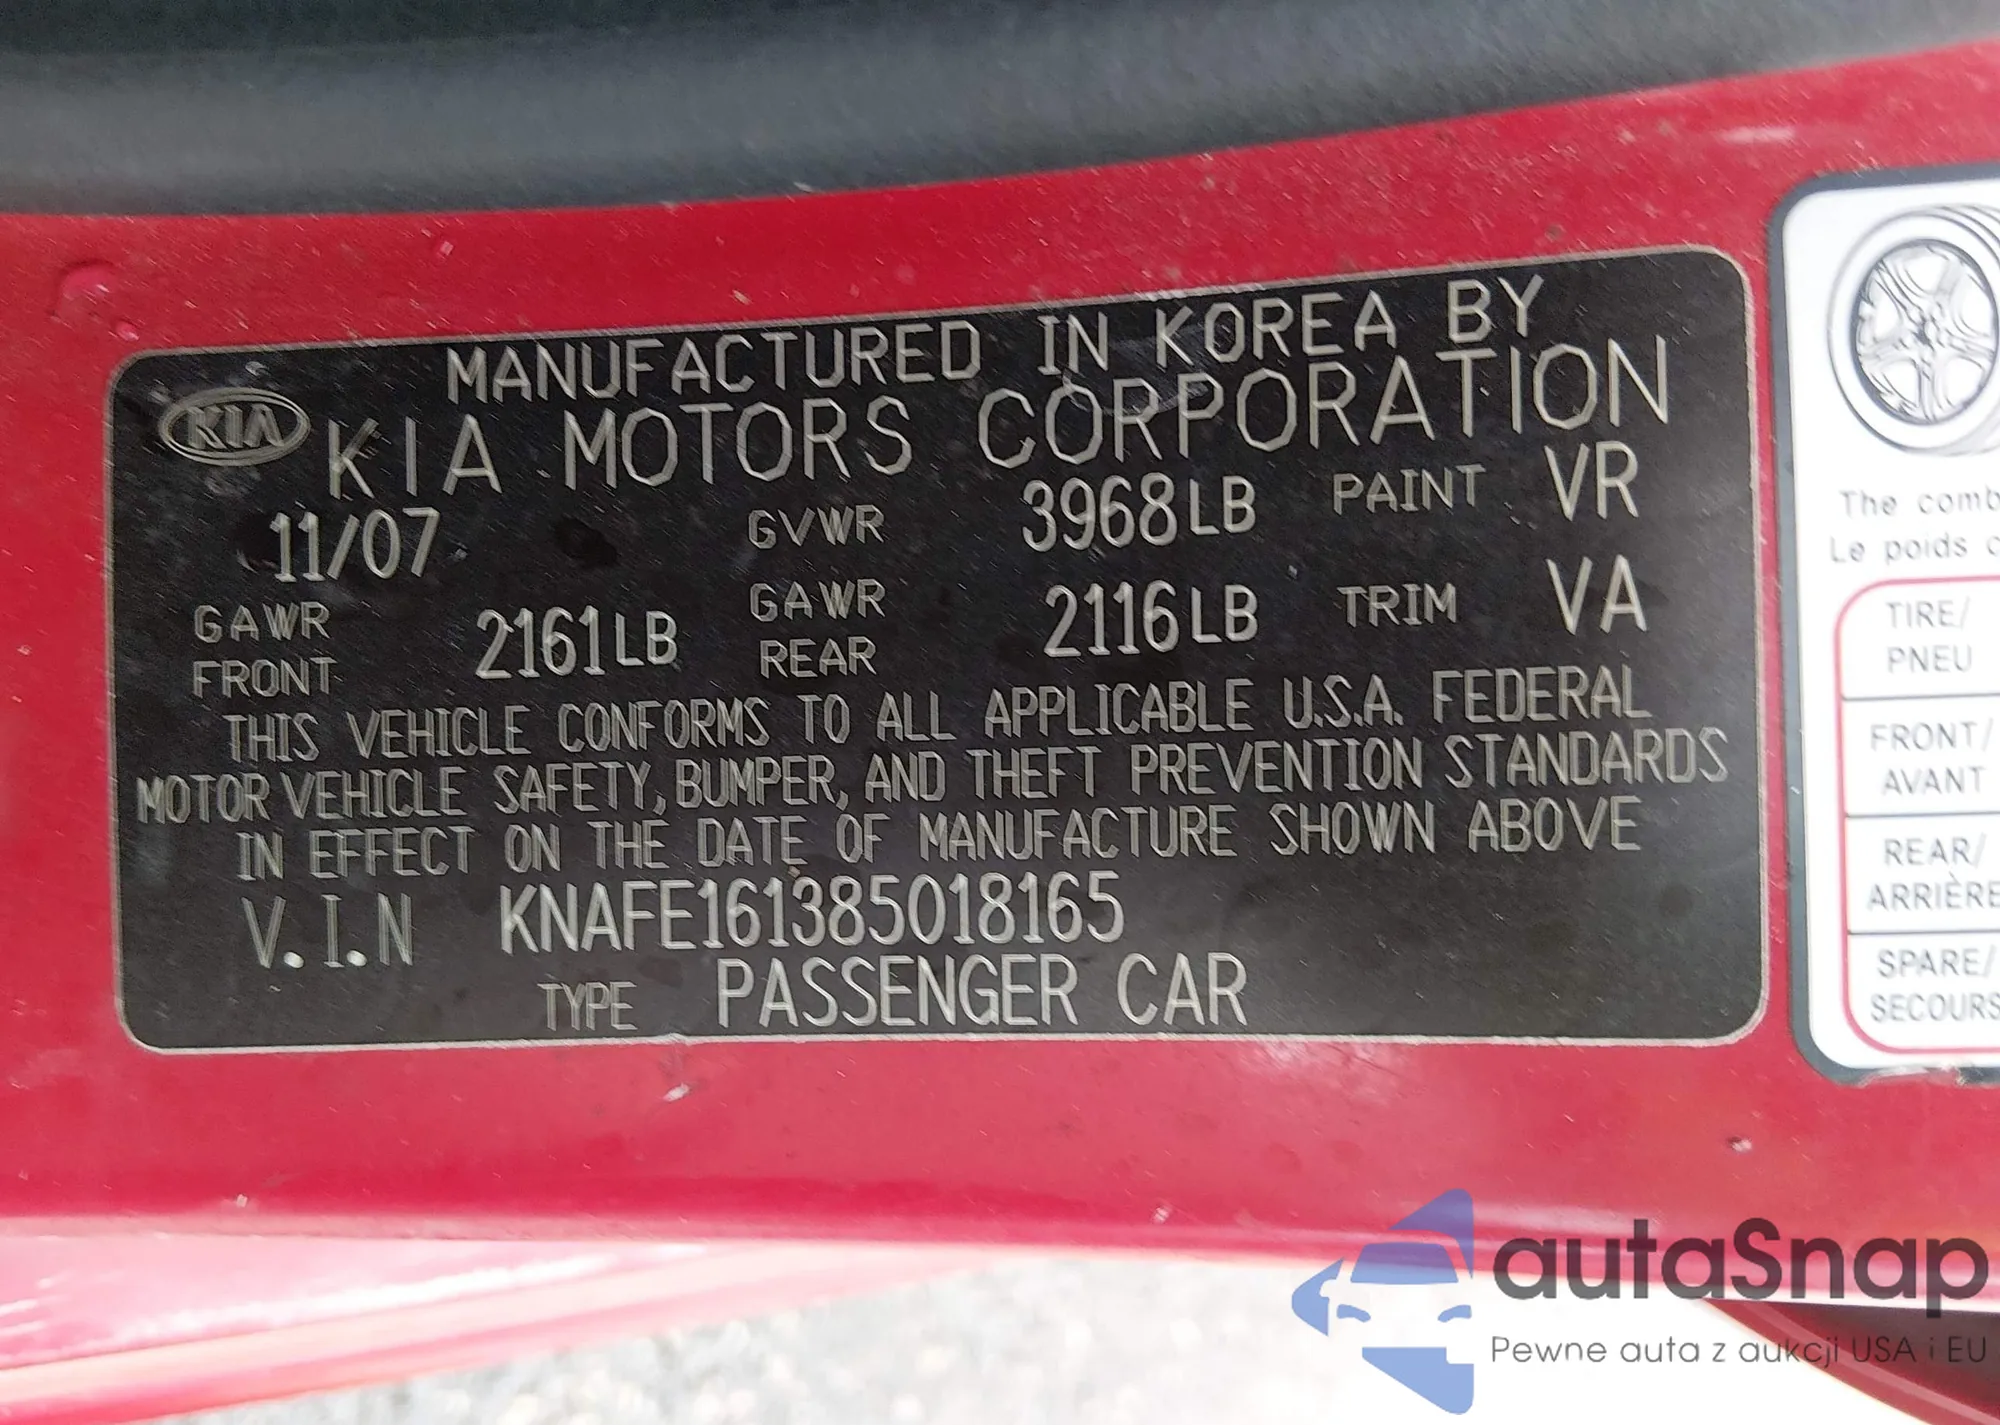 MANUFACTURED IN KOREA BY
KIA KIA MOTORS CORPORATION
11/07 GVWR 3968LB PAINT VR
GAWR FRONT 2161LB GAWR REAR 2116LB TRIM VA
THIS VEHICLE CONFORMS TO ALL APPLICABLE U.S.A. FEDERAL
MOTOR VEHICLE SAFETY, BUMPER, AND THEFT PREVENTION STANDARDS
IN EFFECT ON THE DATE OF MANUFACTURE SHOWN ABOVE
V.I.N KNAFE161385018165
TYPE PASSENGER CAR
The comb
Le poids c
TIRE/
PNEU
FRONT/
AVANT
REAR/
ARRIÈRE
SPARE/
SECOURS
autaSnap
Pewne auta z aukcji USA i EU